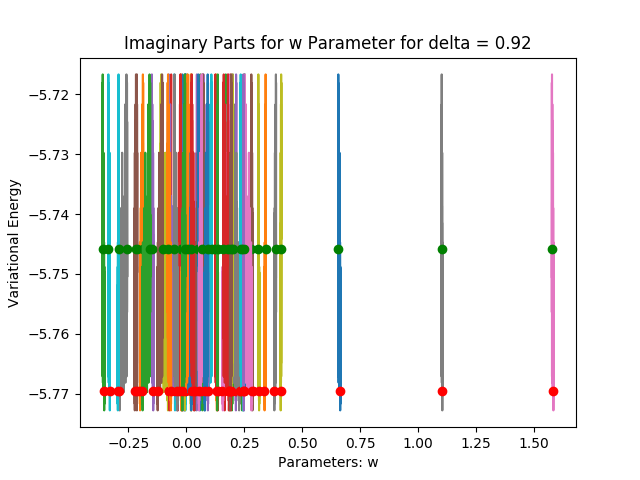 Imaginary Parts for w Parameter for delta = 0.92
Variational Energy
−5.72
−5.73
−5.74
−5.75
−5.76
−5.77
−0.25 0.00 0.25 0.50 0.75 1.00 1.25 1.50
Parameters: w